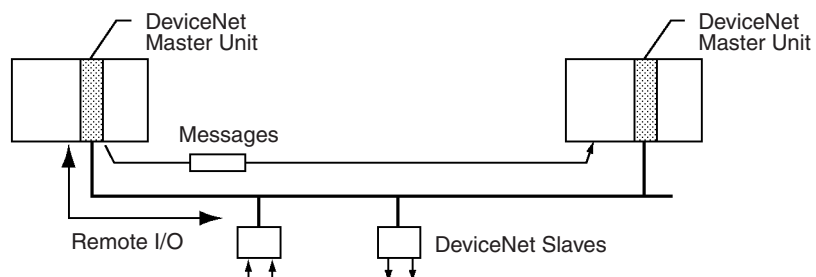 DeviceNet
Master Unit
DeviceNet
Master Unit
Messages
Remote I/O
DeviceNet Slaves